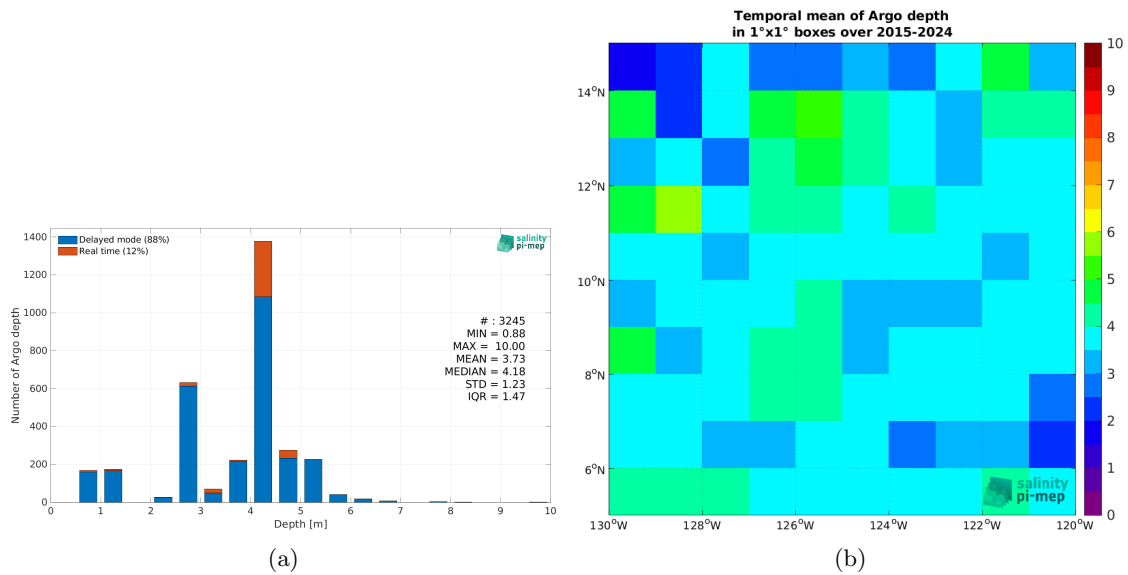 Temporal mean of Argo depth
in 1°x1° boxes over 2015-2024
Delayed mode (88%)
Real time (12%)
salinity
pi-mep
# : 3245
MIN = 0.88
MAX = 10.00
MEAN = 3.73
MEDIAN = 4.18
STD = 1.23
IQR = 1.47
Number of Argo depth
1400
1200
1000
800
600
400
200
0
0 1 2 3 4 5 6 7 8 9 10
Depth [m]
(a)
14°N
12°N
10°N
8°N
6°N
130°W 128°W 126°W 124°W 122°W 120°W
salinity
pi-mep
10
9
8
7
6
5
4
3
2
1
0
(b)